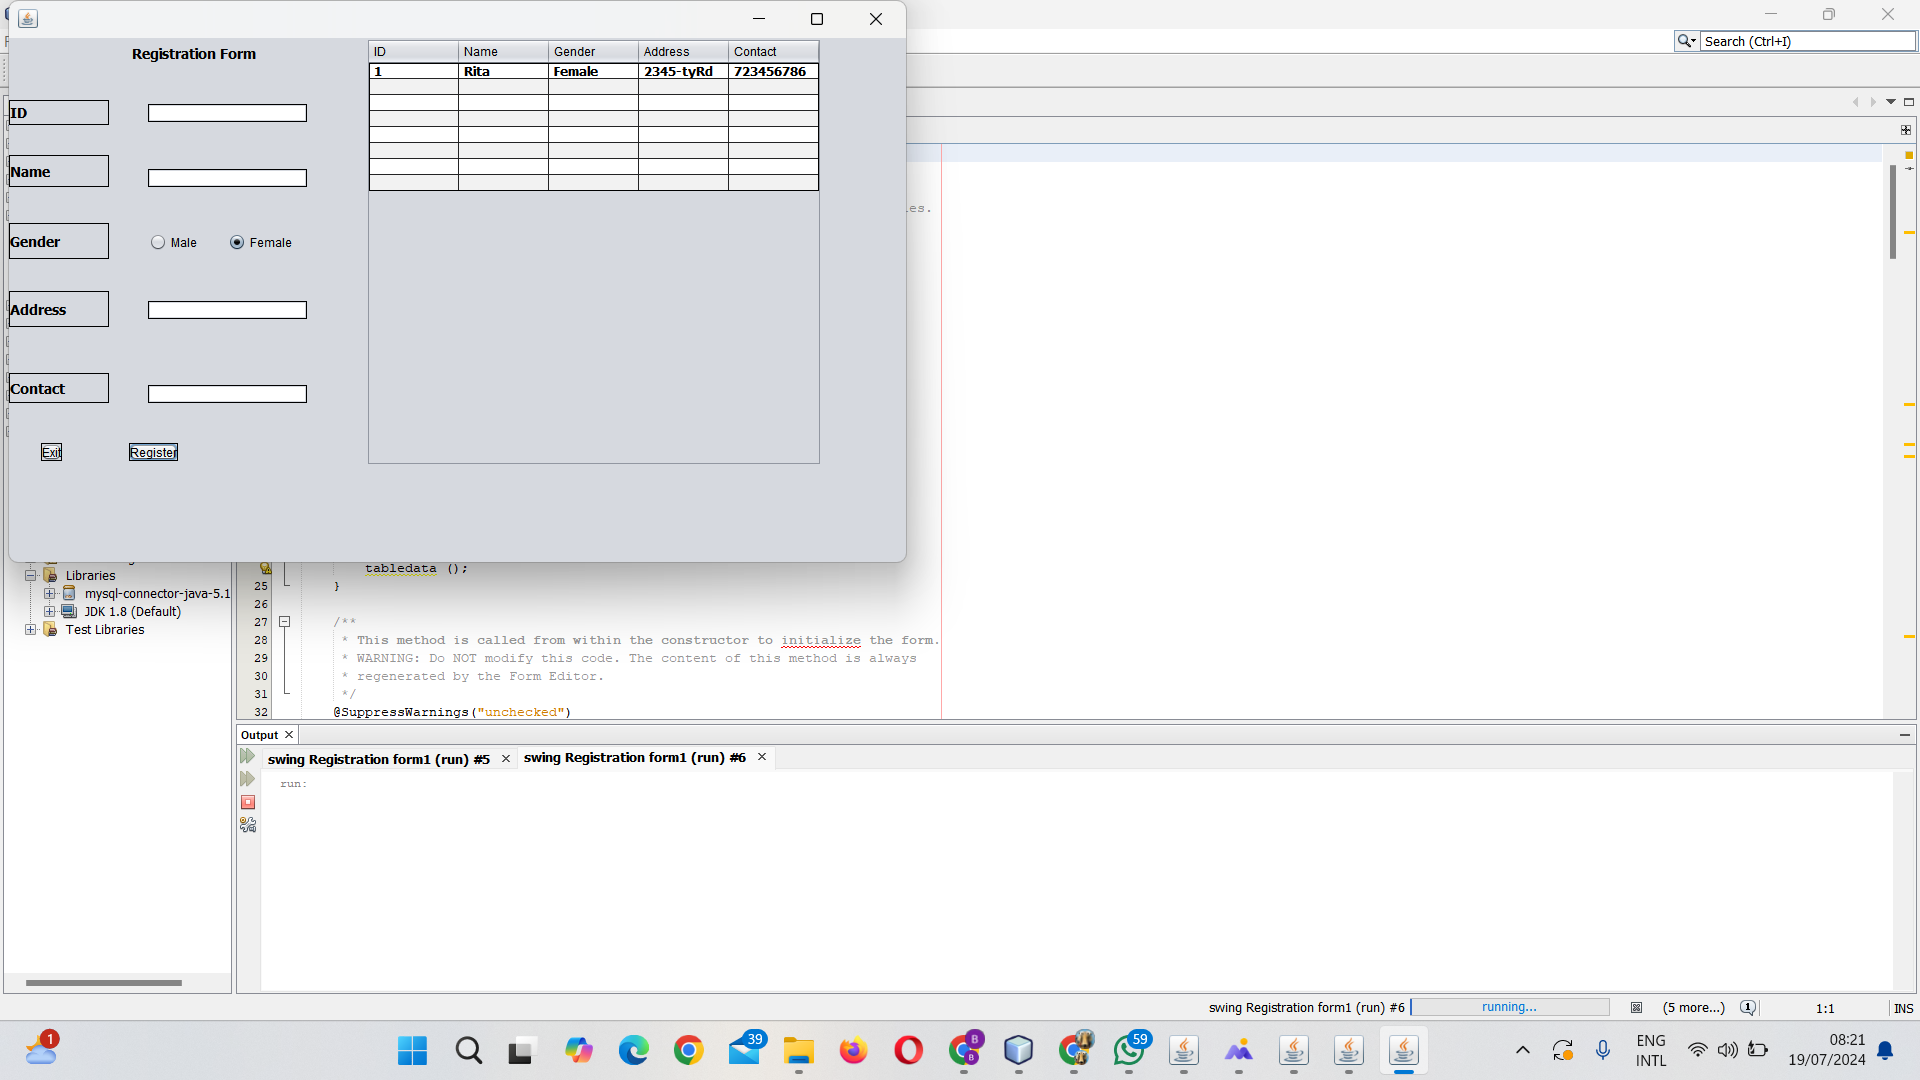 Registration Form
ID
Name
Gender
Male
Female
Address
Contact
Exit
Register
ID Name Gender Address Contact
1 Rita Female 2345-tyRd 723456786
Search (Ctrl+I)
es.
Libraries
mysql-connector-java-5.1
JDK 1.8 (Default)
Test Libraries
tabledata ();
25 }
26
27 /**
28 * This method is called from within the constructor to initialize the form.
29 * WARNING: Do NOT modify this code. The content of this method is always
30 * regenerated by the Form Editor.
31 */
32 @SuppressWarnings("unchecked")
Output
swing Registration form1 (run) #5
swing Registration form1 (run) #6
run:
swing Registration form1 (run) #6
running...
(5 more...)
1
1:1
INS
1
39
B
B
59
ENG
INTL
08:21
19/07/2024